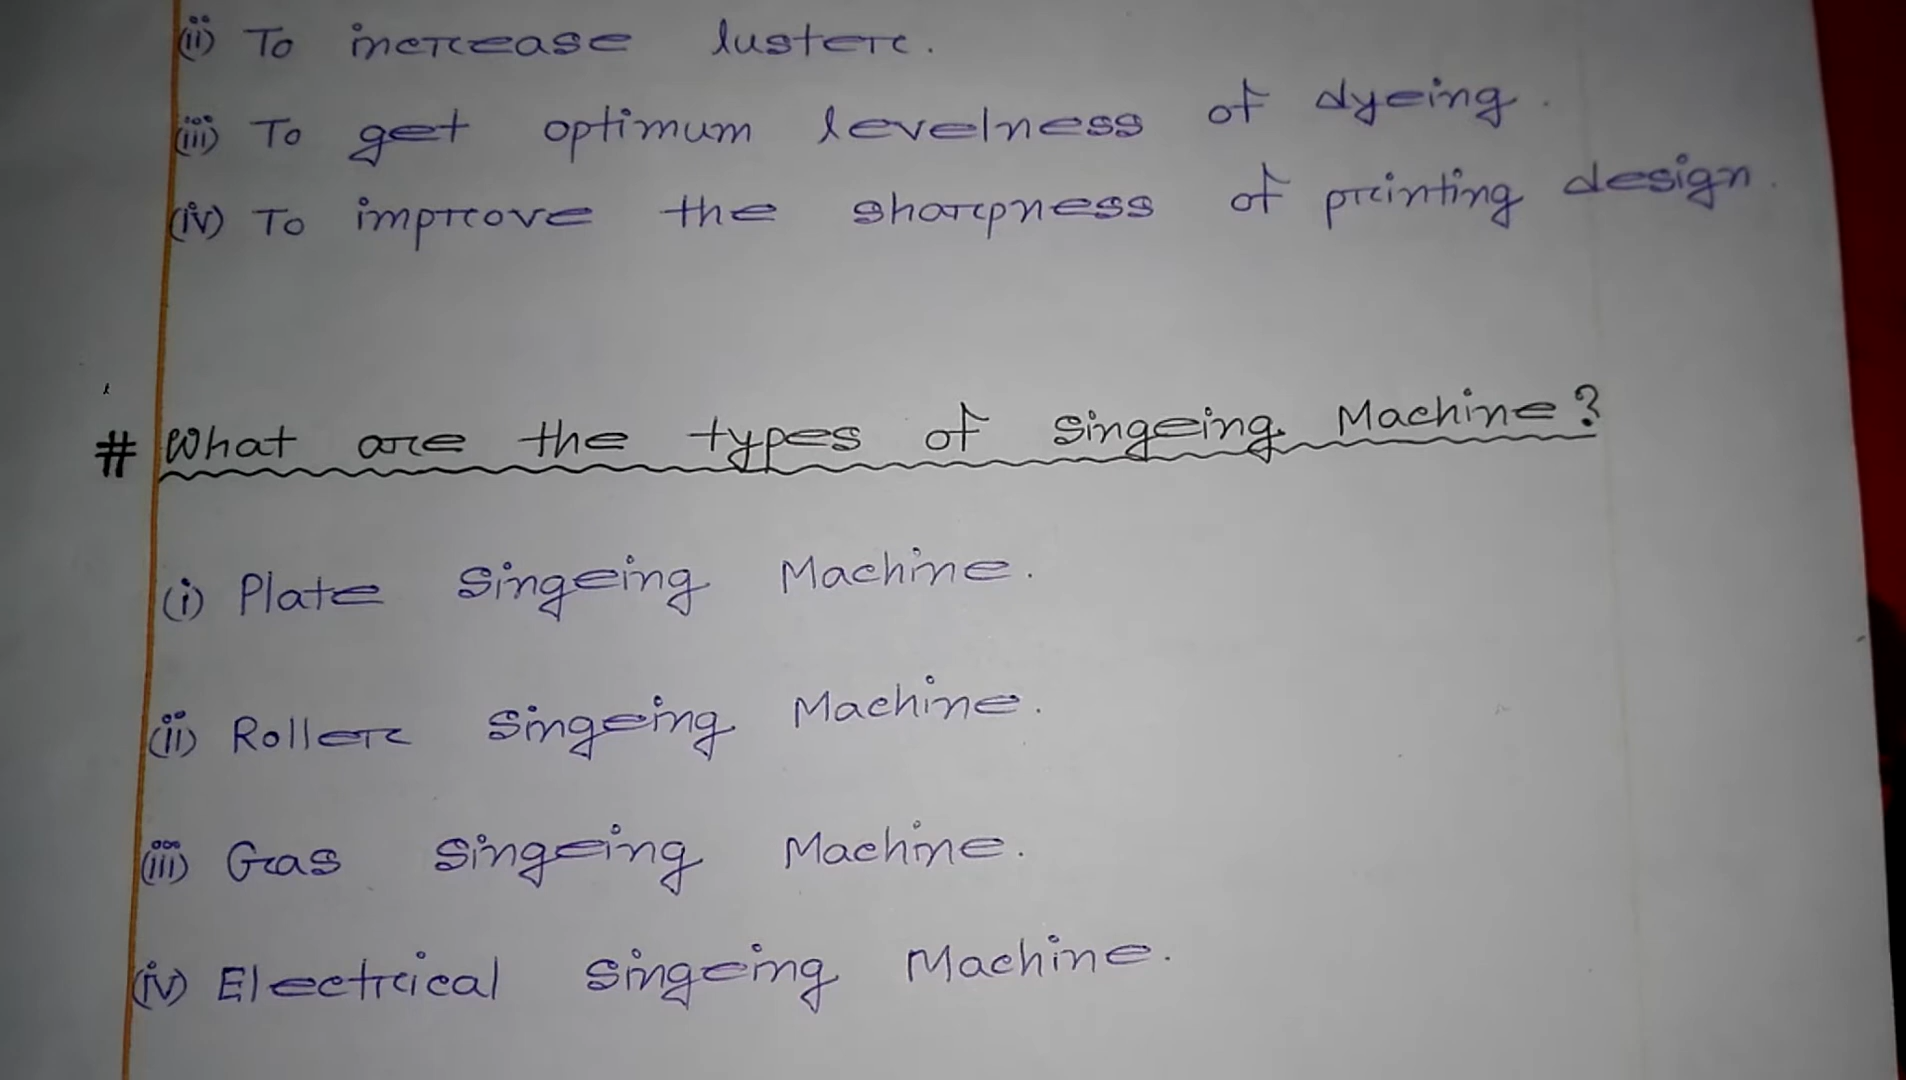 (ii) To increase luster.
(iii) To get optimum levelness of dyeing.
(iv) To improve the sharpness of printing design.
# What are the types of Singeing Machine?
(i) Plate Singeing Machine.
(ii) Roller Singeing Machine.
(iii) Gas Singeing Machine.
(iv) Electrical Singeing Machine.